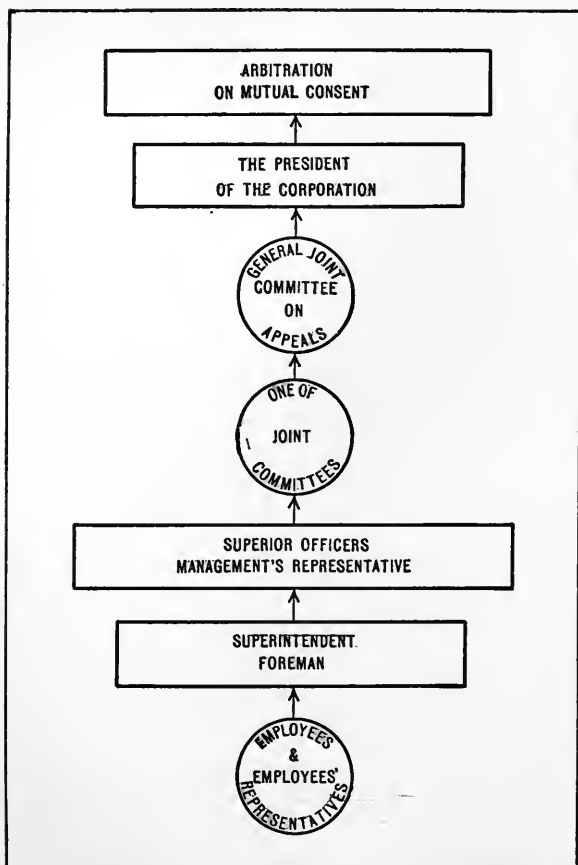 ARBITRATION
ON MUTUAL CONSENT
THE PRESIDENT
OF THE CORPORATION
GENERAL JOINT
COMMITTEE
ON
APPEALS
ONE OF
JOINT
COMMITTEES
SUPERIOR OFFICERS
MANAGEMENT'S REPRESENTATIVE
SUPERINTENDENT
FOREMAN
EMPLOYEES
&
EMPLOYEES'
REPRESENTATIVES